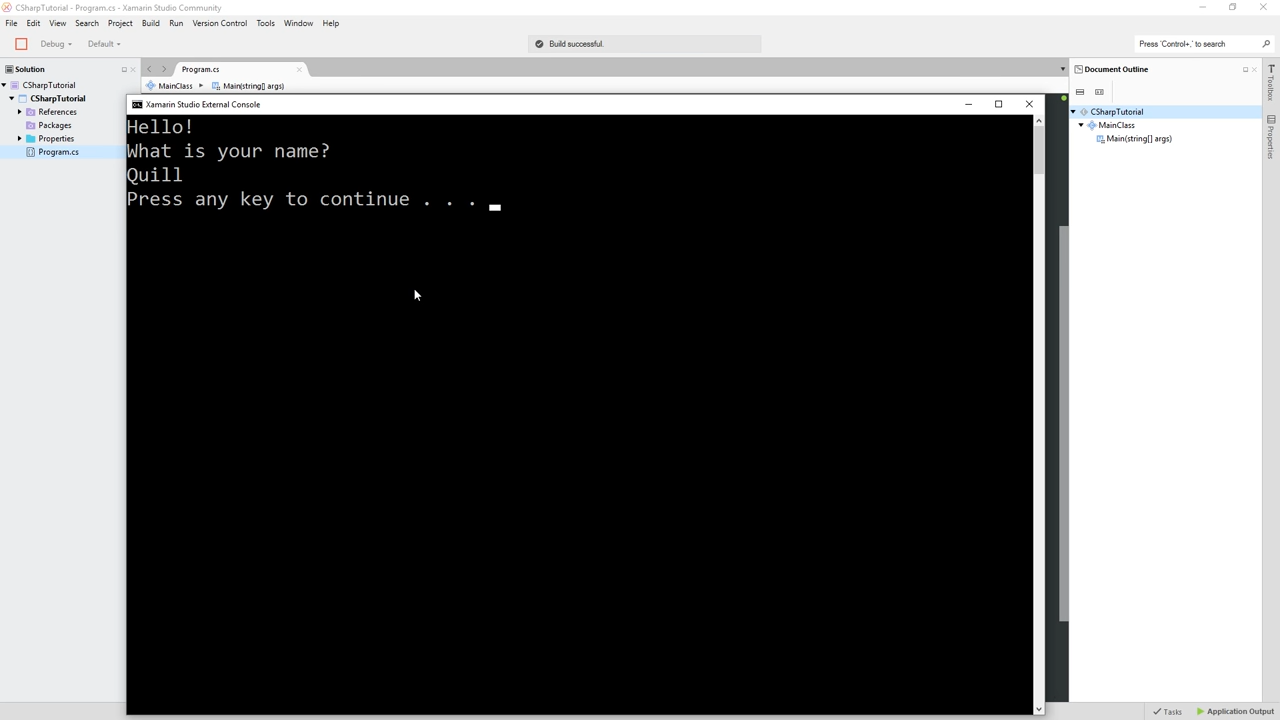 CSharpTutorial - Program.cs - Xamarin Studio Community
File Edit View Search Project Build Run Version Control Tools Window Help
Debug Default Build successful. Press 'Control+,' to search
Solution Program.cs Document Outline
CSharpTutorial MainClass Main(string[] args)
CSharpTutorial
References
Packages
Properties
Program.cs
Xamarin Studio External Console
Hello!
What is your name?
Quill
Press any key to continue . . .
CSharpTutorial
MainClass
Main(string[] args)
Toolbox
Properties
Tasks Application Output